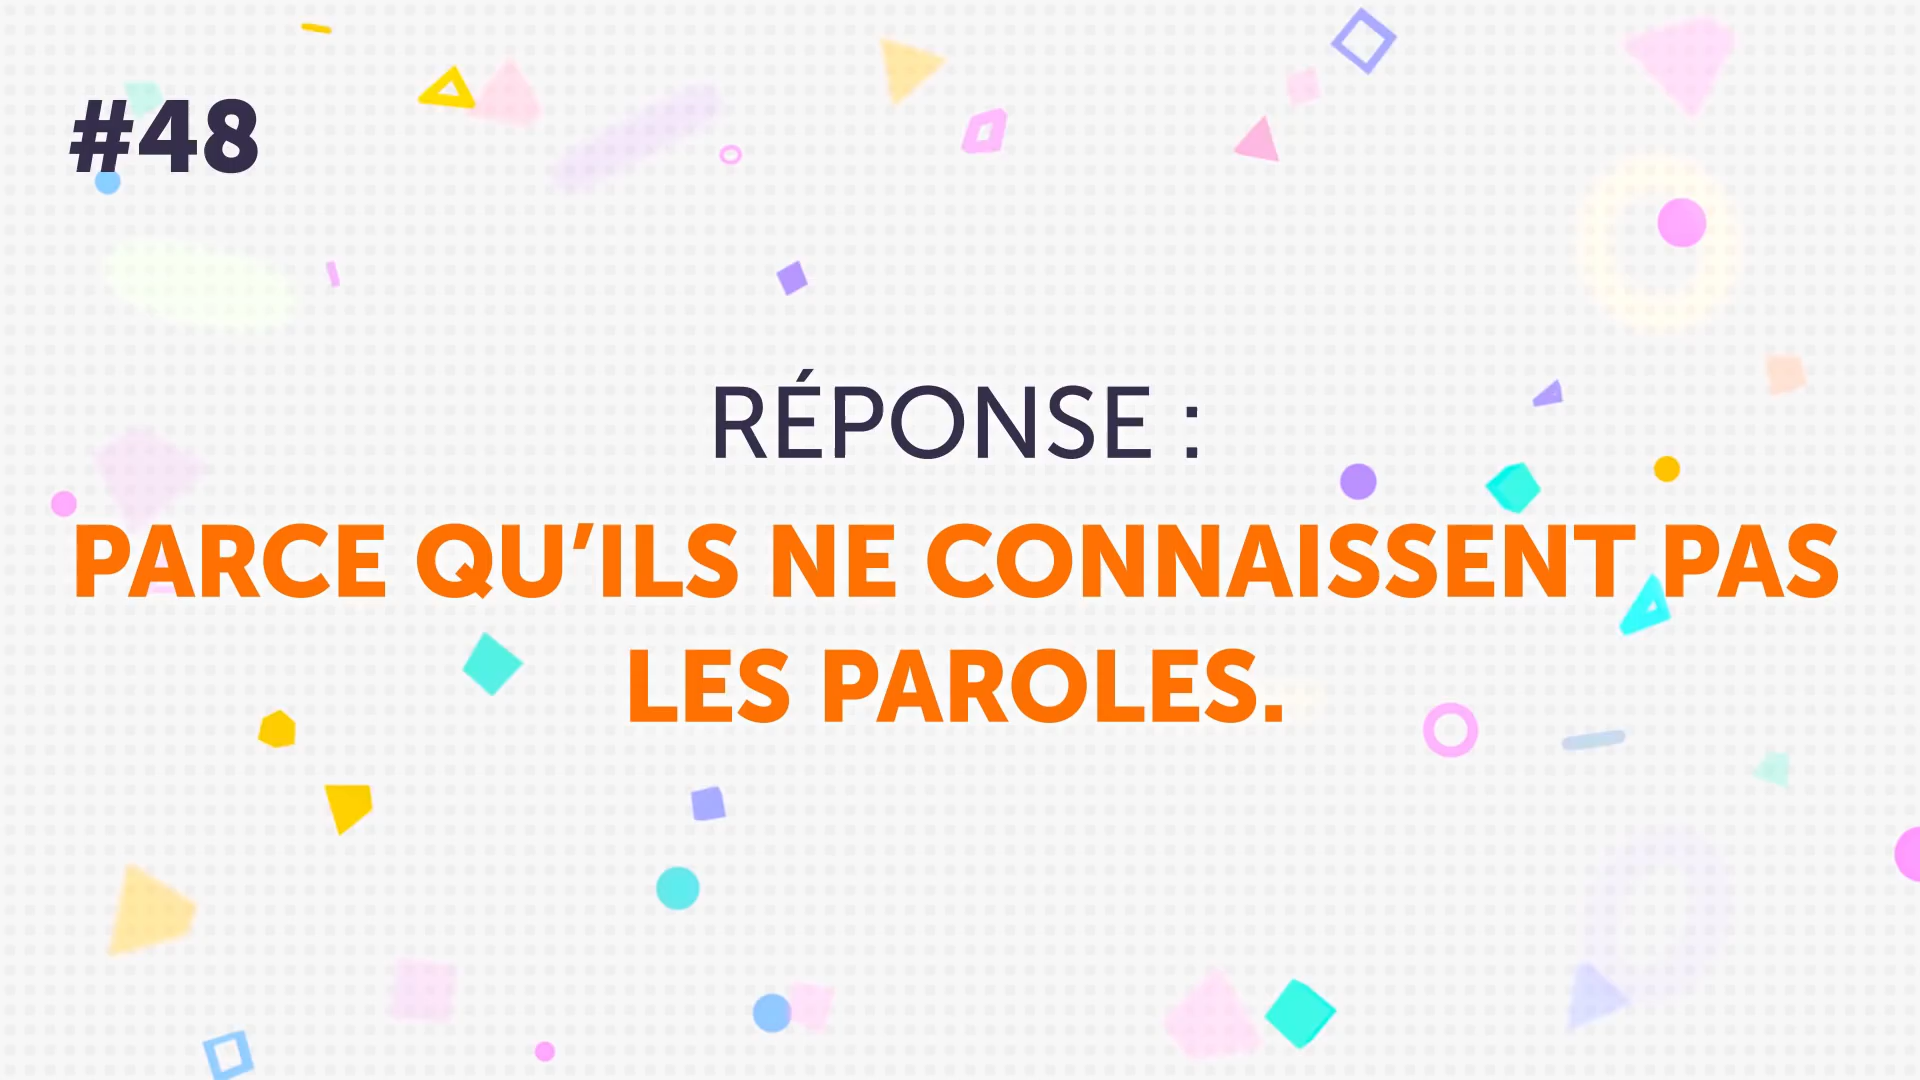 #48
RÉPONSE :
PARCE QU’ILS NE CONNAISSENT PAS
LES PAROLES.